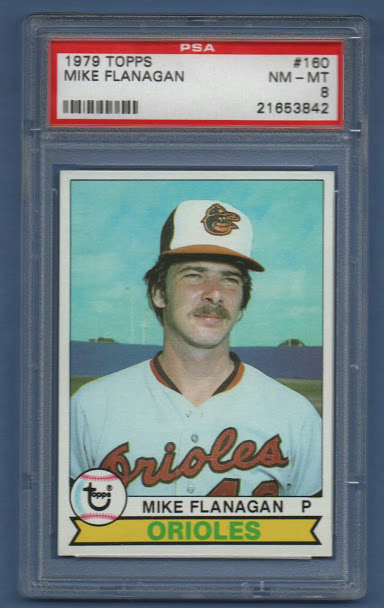 PSA
1979 TOPPS #160
MIKE FLANAGAN NM - MT
8
21653842
Orioles
topps
MIKE FLANAGAN P
ORIOLES